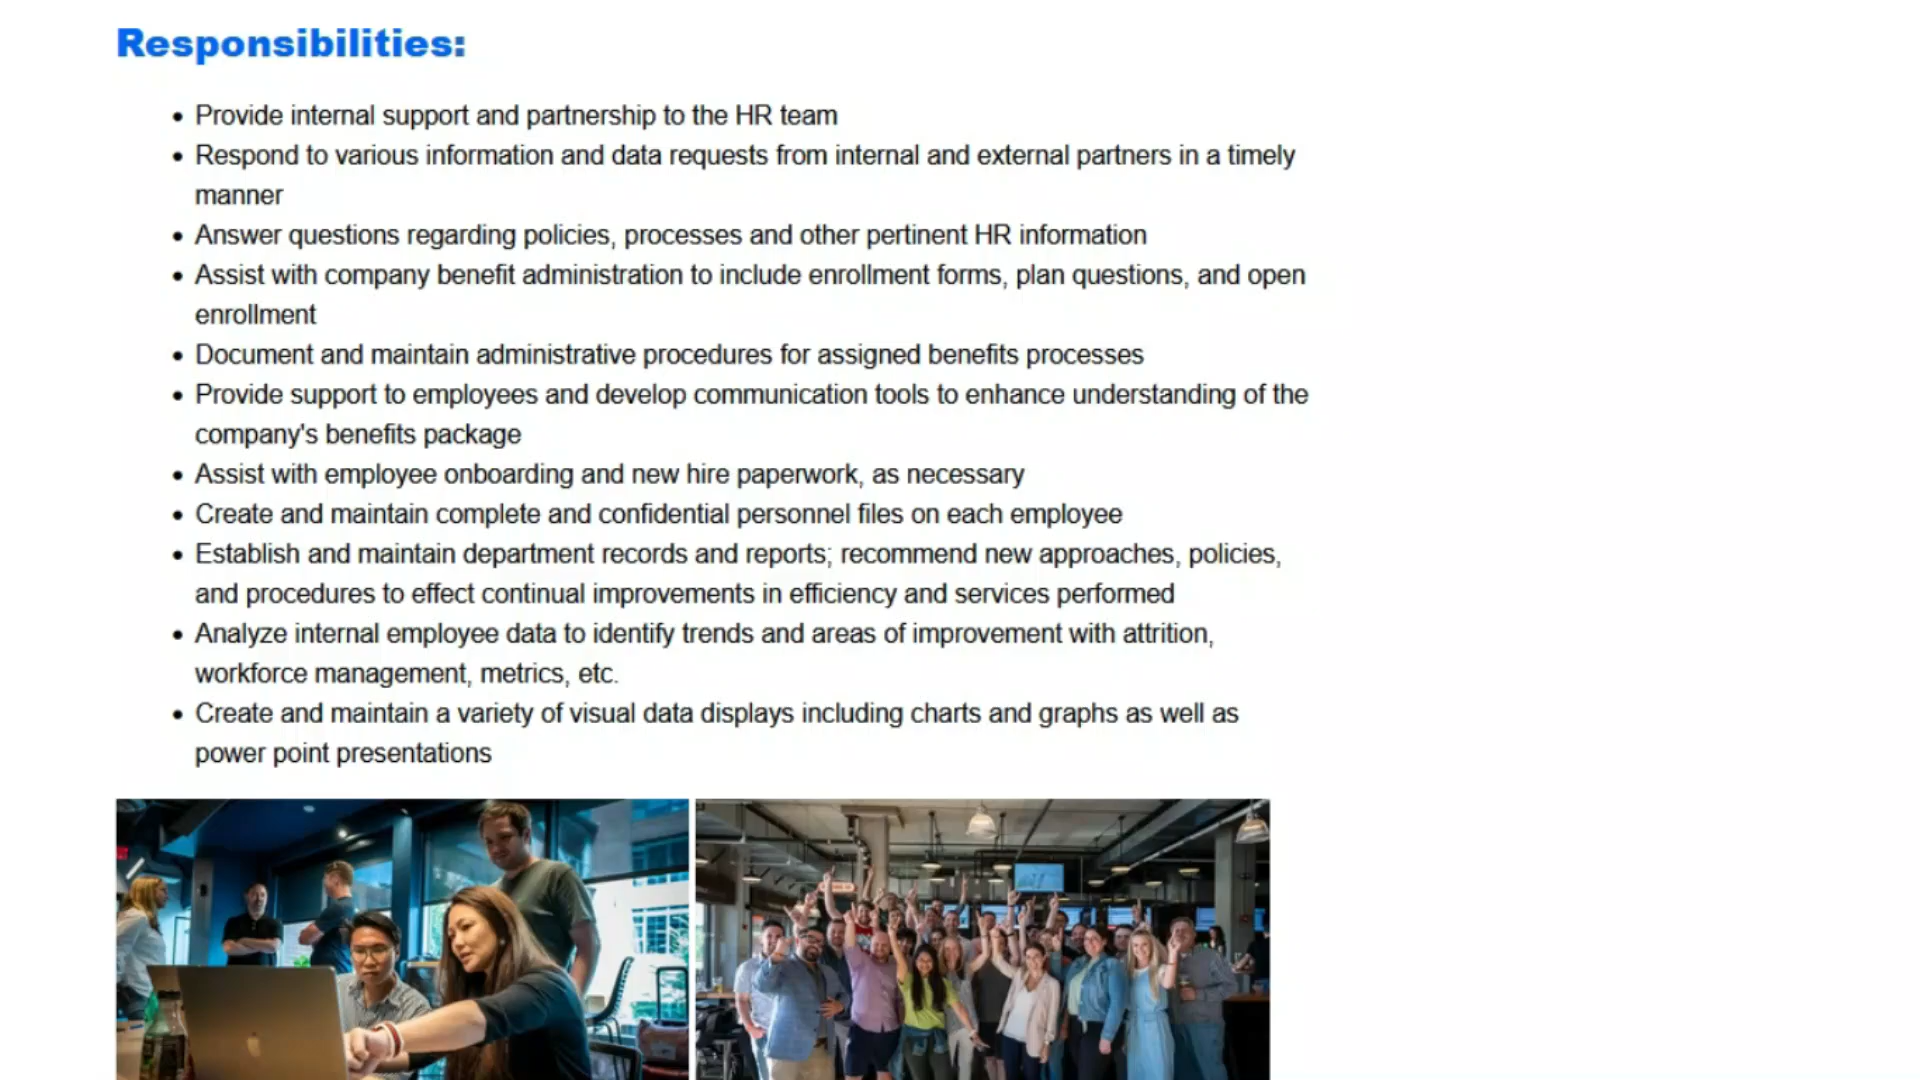 Responsibilities:
Provide internal support and partnership to the HR team
Respond to various information and data requests from internal and external partners in a timely
manner
Answer questions regarding policies, processes and other pertinent HR information
Assist with company benefit administration to include enrollment forms, plan questions, and open
enrollment
Document and maintain administrative procedures for assigned benefits processes
Provide support to employees and develop communication tools to enhance understanding of the
company's benefits package
Assist with employee onboarding and new hire paperwork, as necessary
Create and maintain complete and confidential personnel files on each employee
Establish and maintain department records and reports; recommend new approaches, policies,
and procedures to effect continual improvements in efficiency and services performed
Analyze internal employee data to identify trends and areas of improvement with attrition,
workforce management, metrics, etc.
Create and maintain a variety of visual data displays including charts and graphs as well as
power point presentations